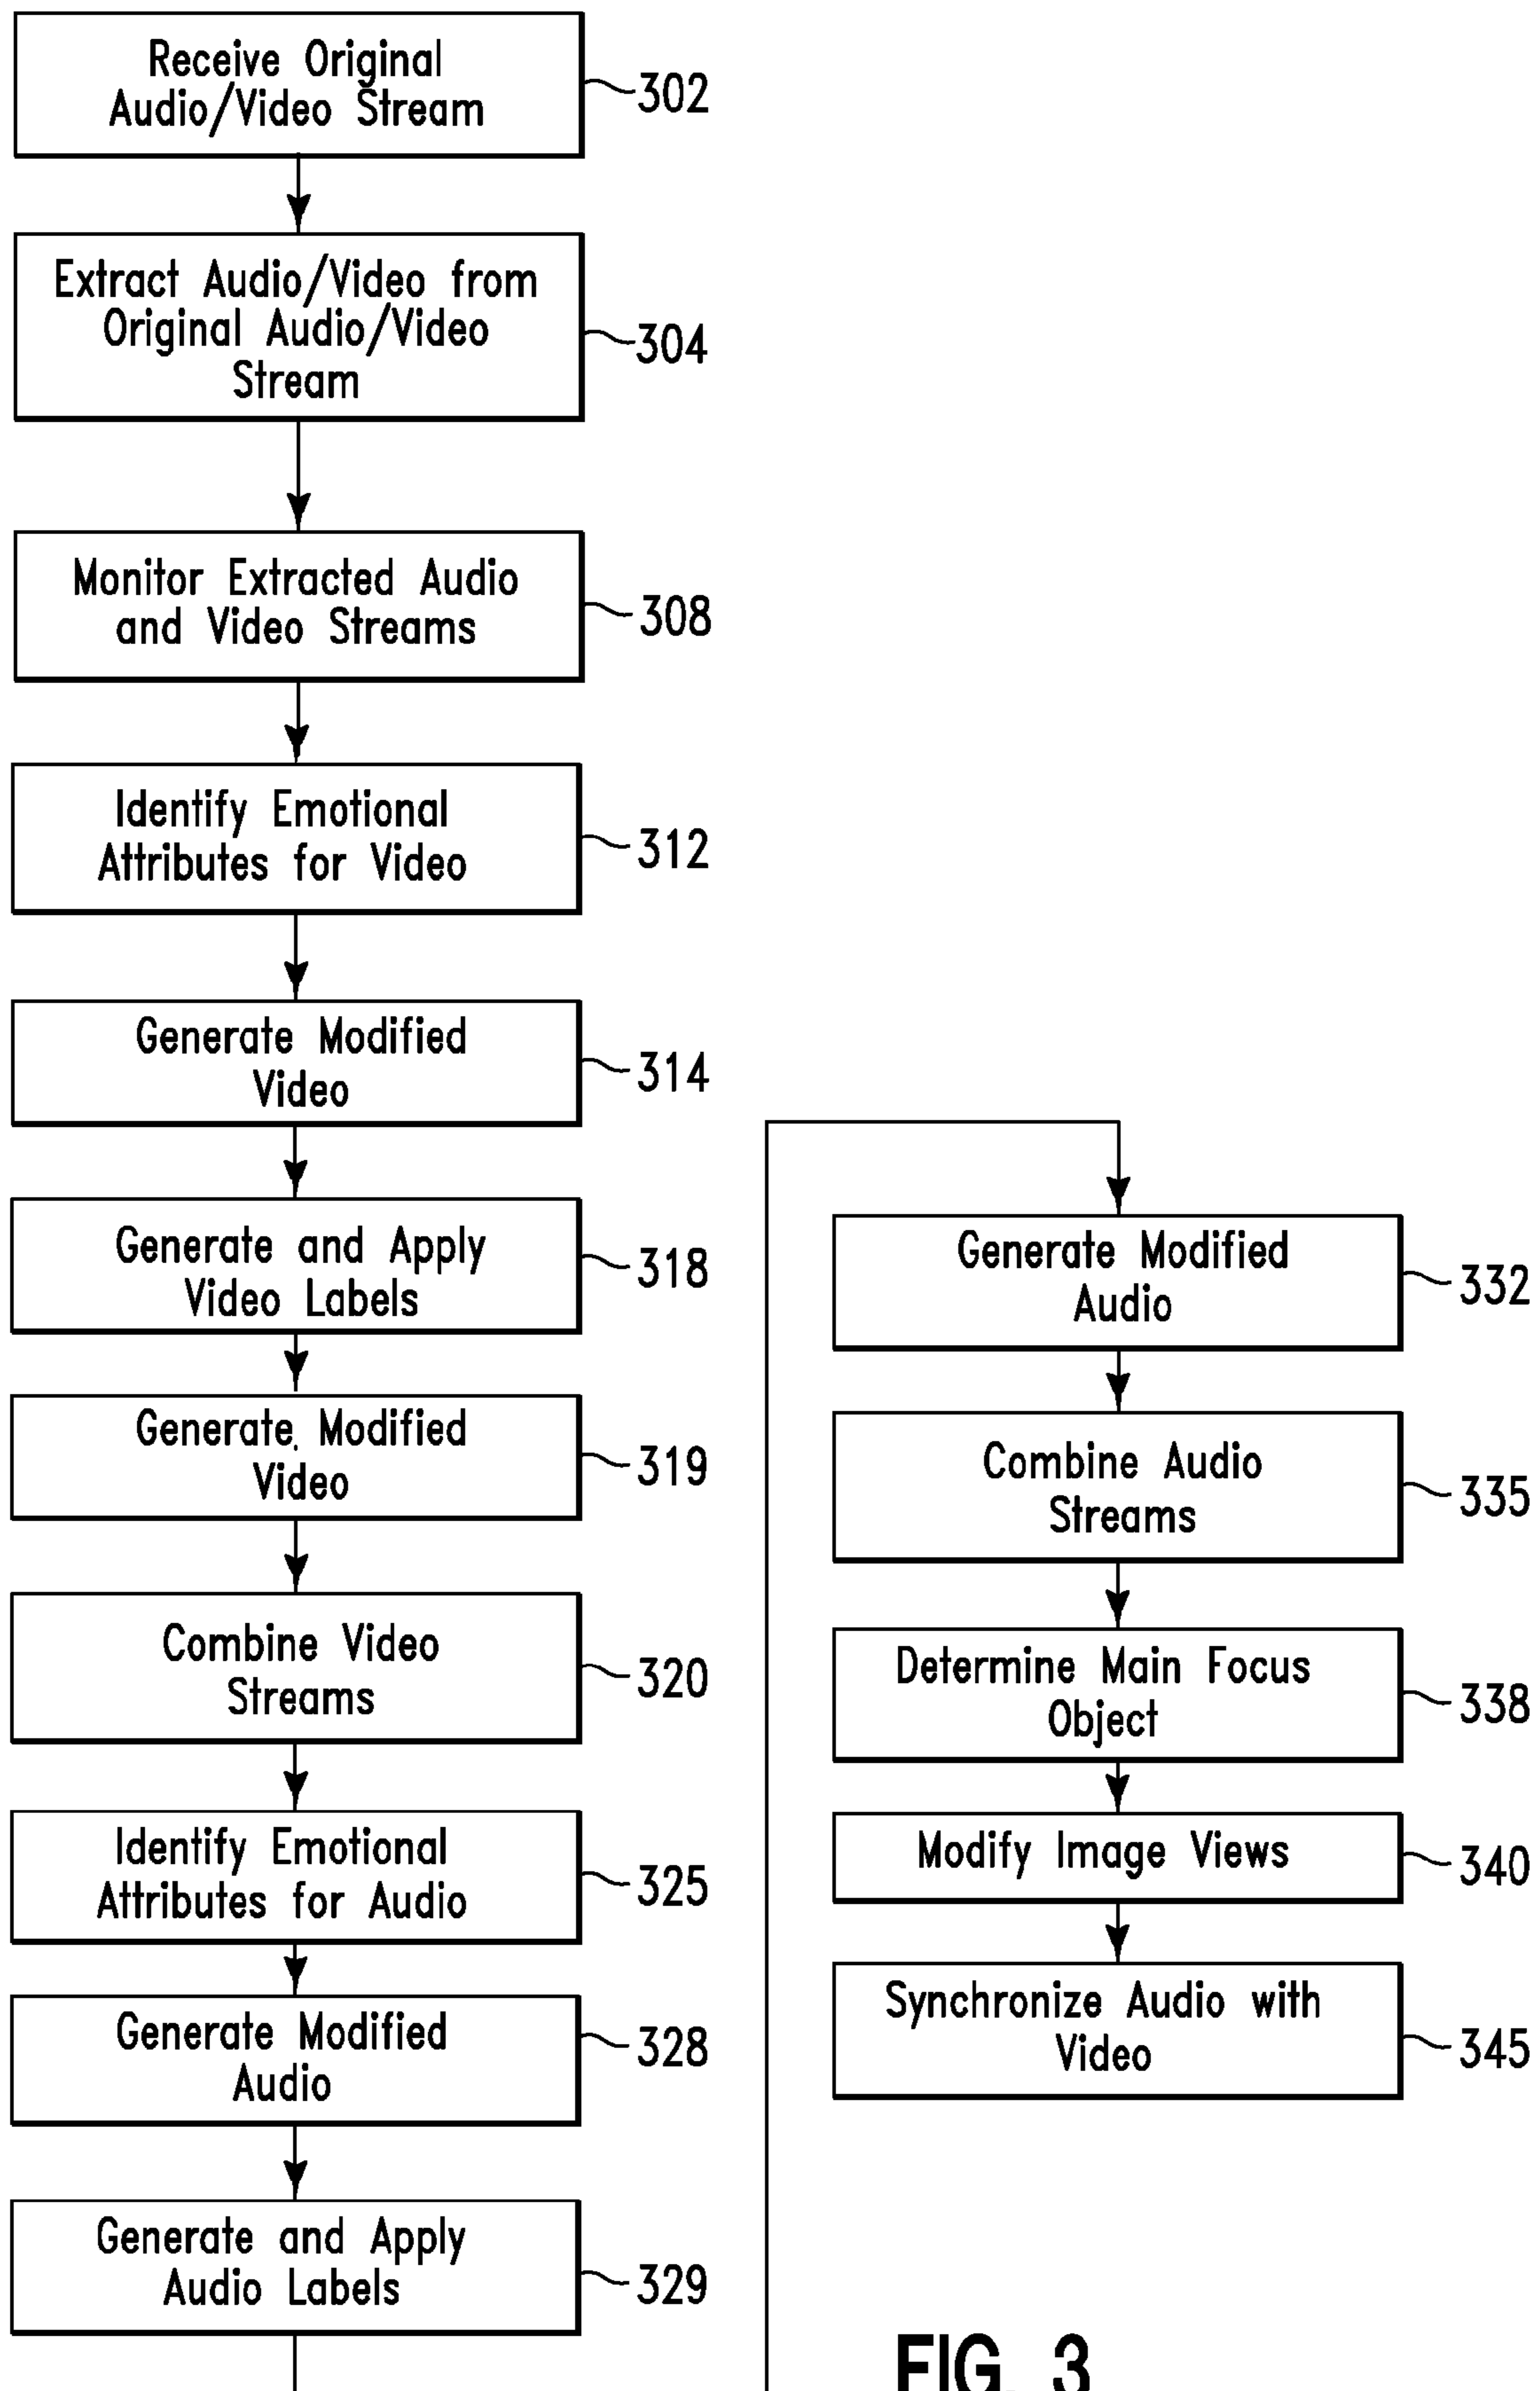 Receive Original
Audio/Video Stream
302
Extract Audio/Video from
Original Audio/Video
Stream
304
Monitor Extracted Audio
and Video Streams
308
Identify Emotional
Attributes for Video
312
Generate Modified
Video
314
Generate and Apply
Video Labels
318
Generate Modified
Video
319
Combine Video
Streams
320
Identify Emotional
Attributes for Audio
325
Generate Modified
Audio
328
Generate and Apply
Audio Labels
329
Generate Modified
Audio
332
Combine Audio
Streams
335
Determine Main Focus
Object
338
Modify Image Views
340
Synchronize Audio with
Video
345
FIG. 3